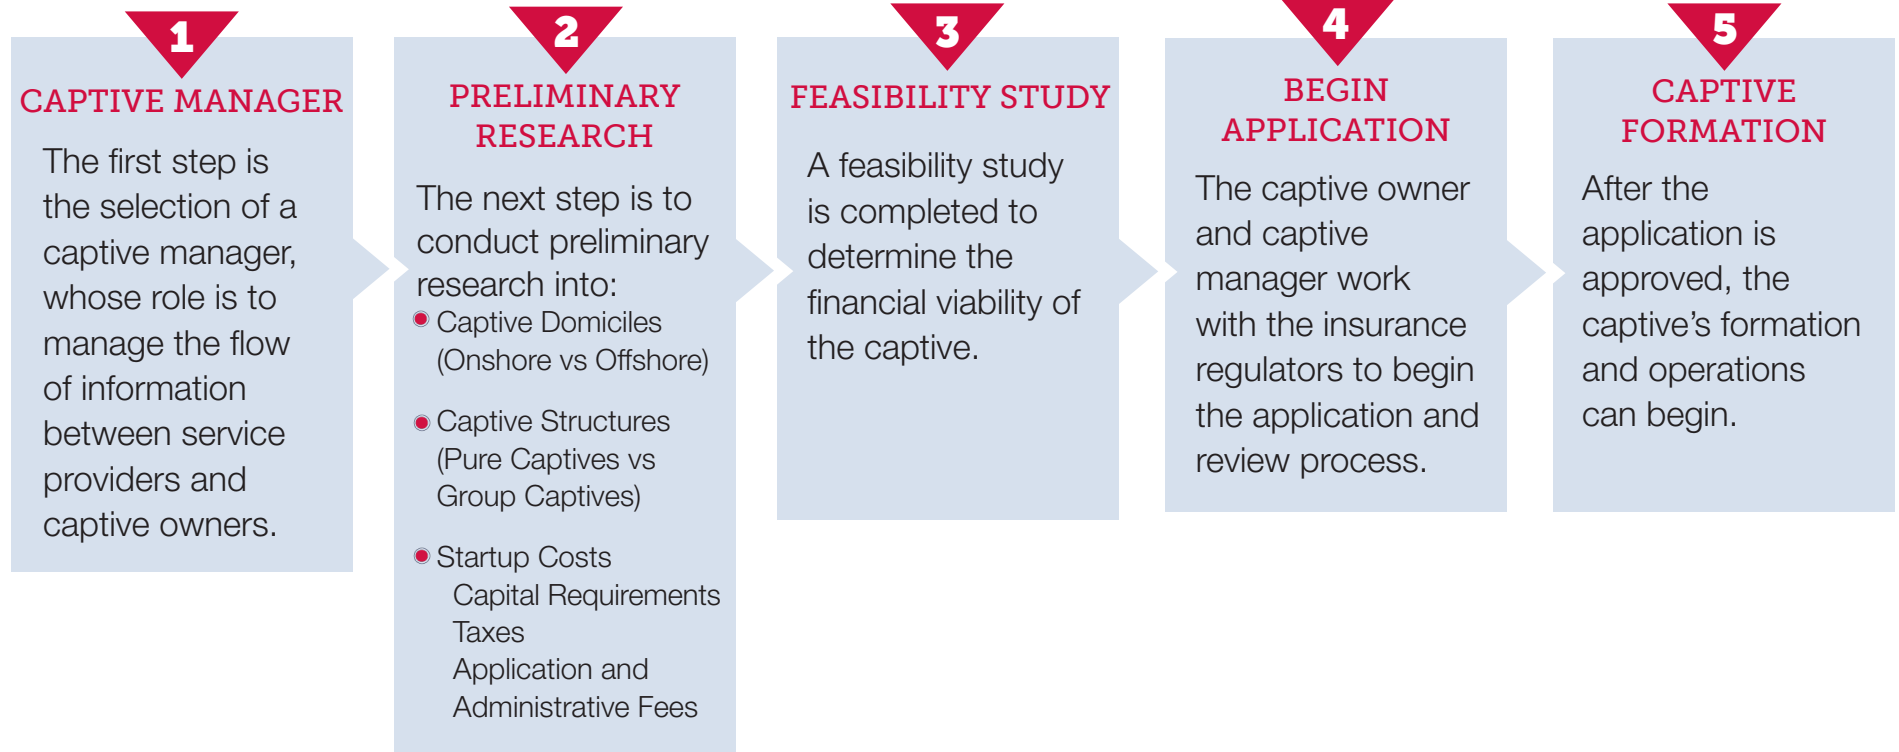 1
CAPTIVE MANAGER
The first step is
the selection of a
captive manager,
whose role is to
manage the flow
of information
between service
providers and
captive owners.
2
PRELIMINARY
RESEARCH
The next step is to
conduct preliminary
research into:
Captive Domiciles
(Onshore vs Offshore)
Captive Structures
(Pure Captives vs
Group Captives)
Startup Costs
Capital Requirements
Taxes
Application and
Administrative Fees
3
FEASIBILITY STUDY
A feasibility study
is completed to
determine the
financial viability of
the captive.
4
BEGIN
APPLICATION
The captive owner
and captive
manager work
with the insurance
regulators to begin
the application and
review process.
5
CAPTIVE
FORMATION
After the
application is
approved, the
captive’s formation
and operations
can begin.